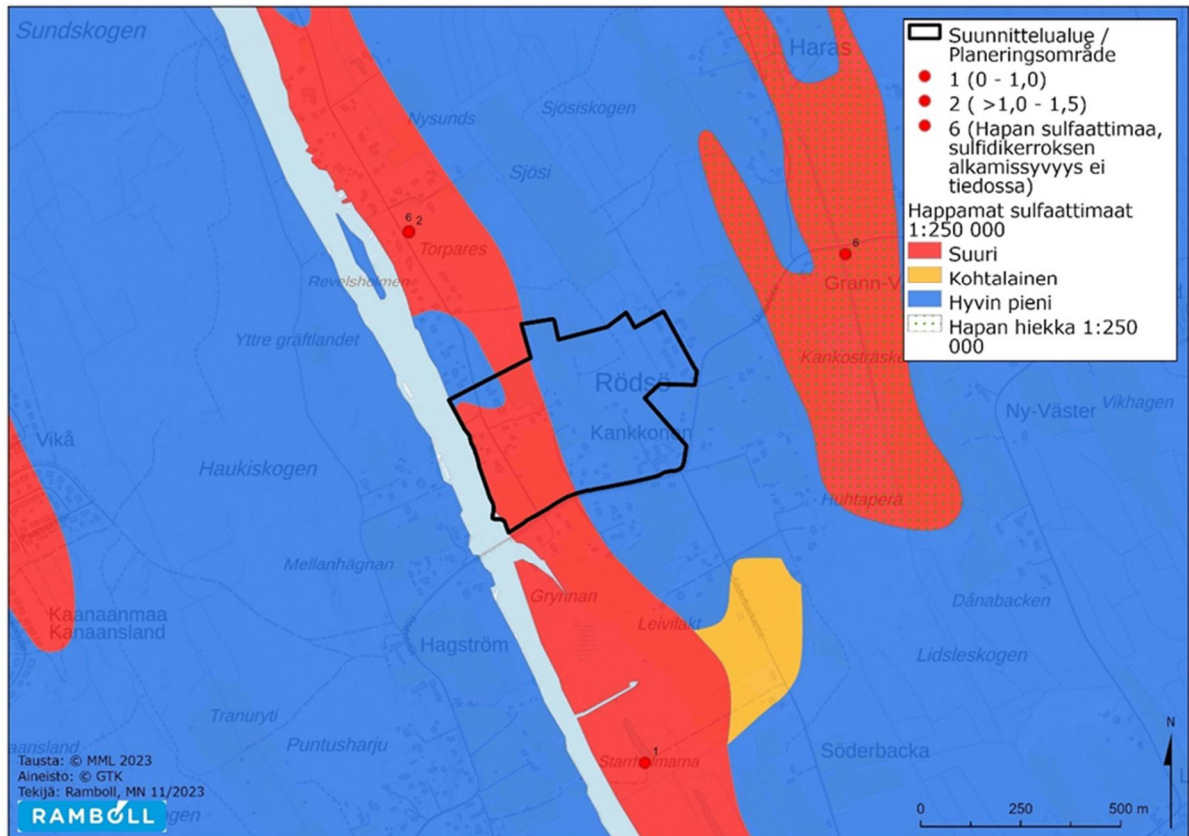 Sundskogen
Haras
Sjösiskogen
Nysunds
Sjösi
6 2
Torpares
Revelsholmen
6
Grann-V
Yttre gräftlandet
Kankosträske
Rödsö
Ny-Väster
Vikhagen
Kankkonen
Vikå
Haukiskogen
Huhtapera
Mellanhägnan
Grynnan
Kaanaanmaa
Kanaansland
Leivilakt
Dånabacken
Hagström
Lidsleskogen
Tranuryti
Puntusharju
aansland
Söderbacka
Starrholmarna
1
Suunnittelualue /
Planeringsområde
1 (0 - 1,0)
2 ( >1,0 - 1,5)
6 (Hapan sulfaattimaa,
sulfidikerroksen
alkamissyvyys ei
tiedossa)
Happamat sulfaattimaat
1:250 000
Suuri
Kohtalainen
Hyvin pieni
Hapan hiekka 1:250
000
Tausta: © MML 2023
Aineisto: © GTK
Tekijä: Ramboll, MN 11/2023
RAMBOLL
N
0 250 500 m